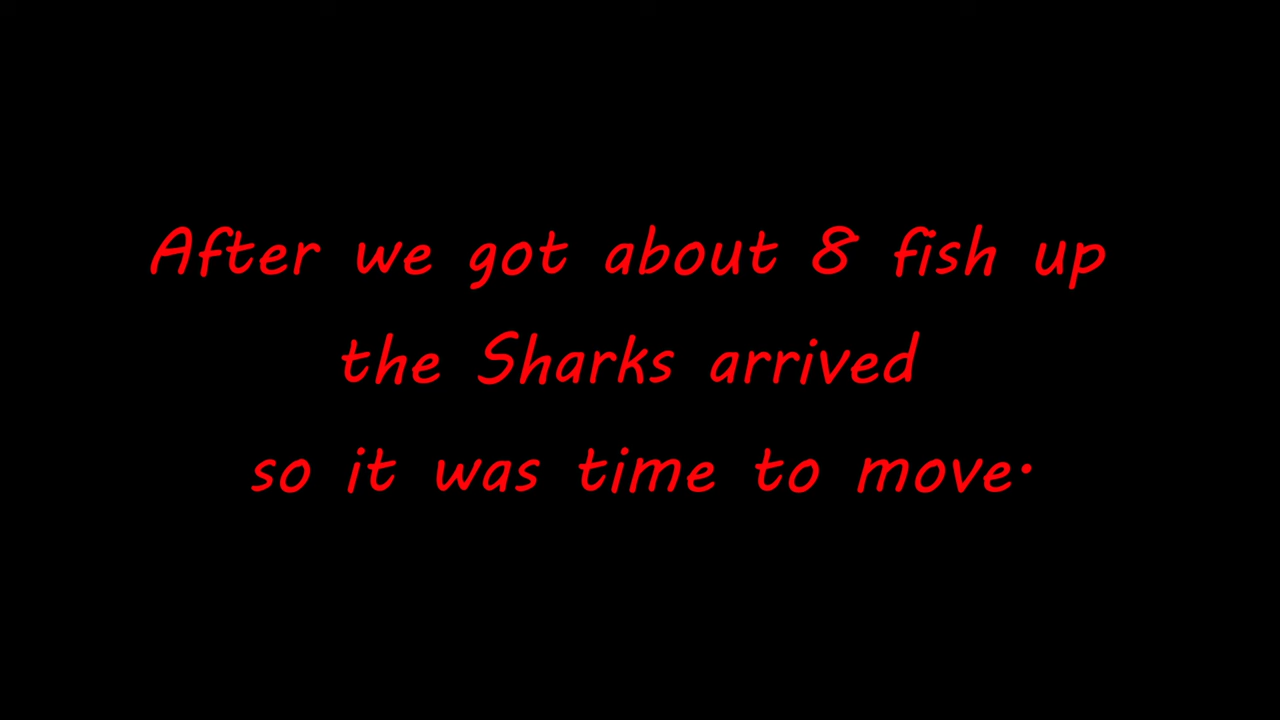 After we got about 8 fish up
the Sharks arrived
so it was time to move.